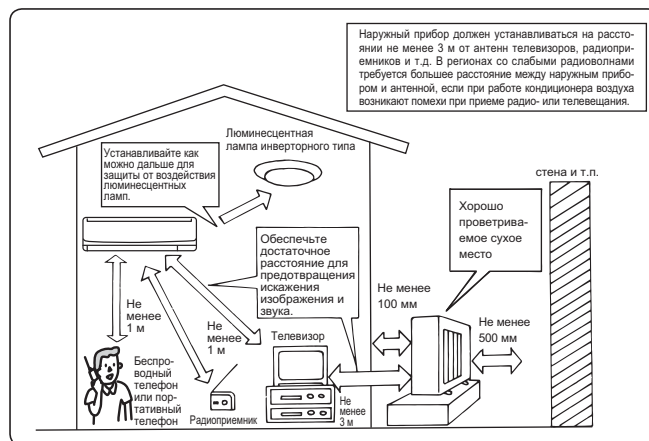 Наружный прибор должен устанавливаться на рассто-
янии не менее 3 м от антенн телевизоров, радиопри-
емников и т.д. В регионах со слабыми радиоволнами
требуется большее расстояние между наружным прибо-
ром и антенной, если при работе кондиционера воздуха
возникают помехи при приеме радио- или телевещания.
Люминесцентная
лампа инверторного типа
Устанавливайте как
можно дальше для
защиты от воздействия
люминесцентных
ламп.
стена и т.п.
Хорошо
проветрива-
емое сухое
место
Обеспечьте
достаточное
расстояние для
предотвращения
искажения
изображения и
звука.
Не менее
100 мм
Не менее
500 мм
Не
менее
1 м
Не
менее
1 м
Телевизор
Беспро-
водный
телефон
или пор-
тативный
телефон
Радиоприемник
Не
менее
3 м